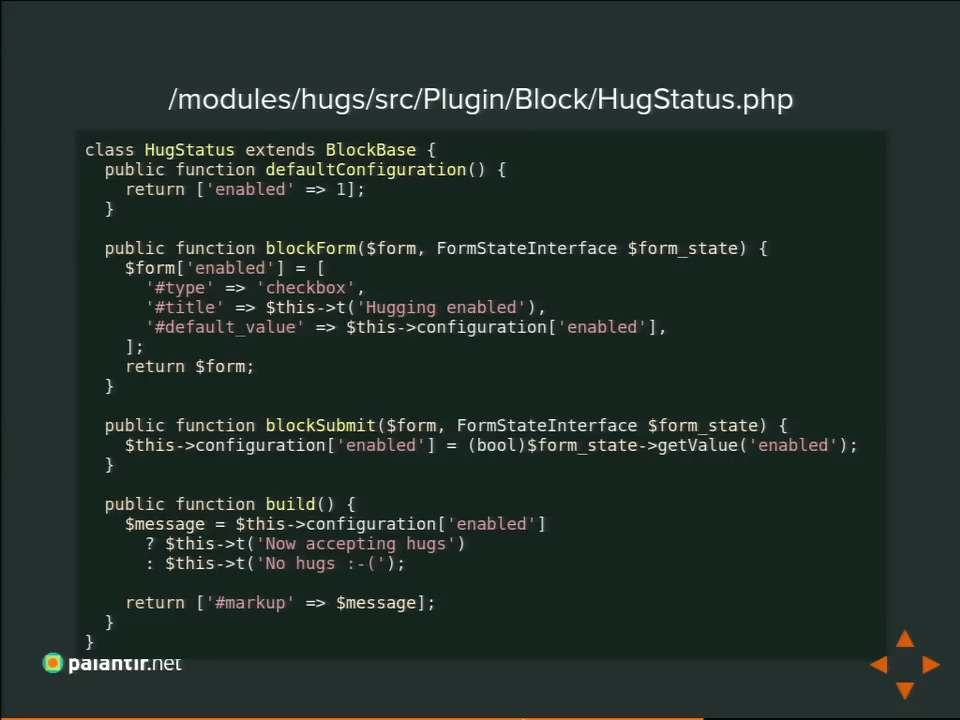 /modules/hugs/src/Plugin/Block/HugStatus.php
class HugStatus extends BlockBase {
  public function defaultConfiguration() {
    return ['enabled' => 1];
  }

  public function blockForm($form, FormStateInterface $form_state) {
    $form['enabled'] = [
      '#type' => 'checkbox',
      '#title' => $this->t('Hugging enabled'),
      '#default_value' => $this->configuration['enabled'],
    ];
    return $form;
  }

  public function blockSubmit($form, FormStateInterface $form_state) {
    $this->configuration['enabled'] = (bool)$form_state->getValue('enabled');
  }

  public function build() {
    $message = $this->configuration['enabled']
      ? $this->t('Now accepting hugs')
      : $this->t('No hugs :-(');

    return ['#markup' => $message];
  }
}
palantir.net